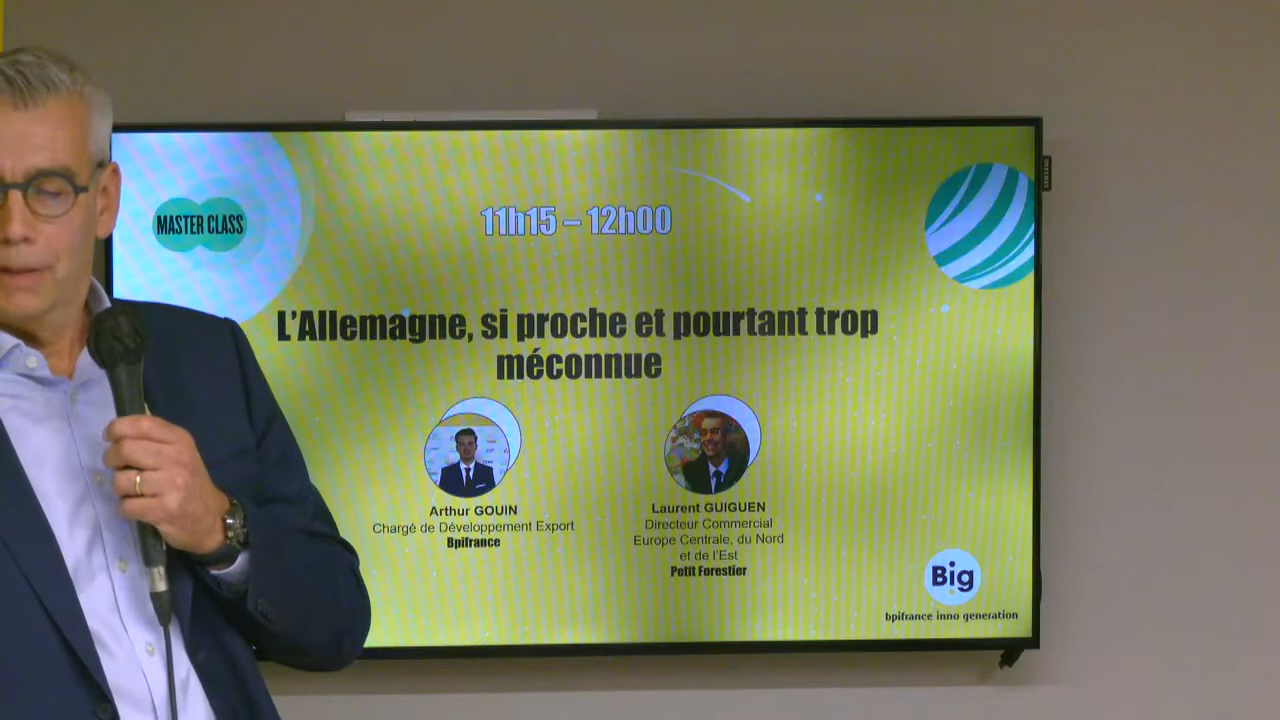 MASTER CLASS
11h15 – 12h00
L'Allemagne, si proche et pourtant trop
méconnue
Arthur GOUIN
Chargé de Développement Export
Bpifrance
Laurent GUIGUEN
Directeur Commercial
Europe Centrale, du Nord
et de l'Est
Petit Forestier
Big
bpifrance inno generation